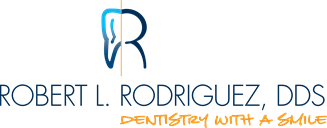 R
ROBERT L. RODRIGUEZ, DDS
DENTISTRY WITH A SMILE